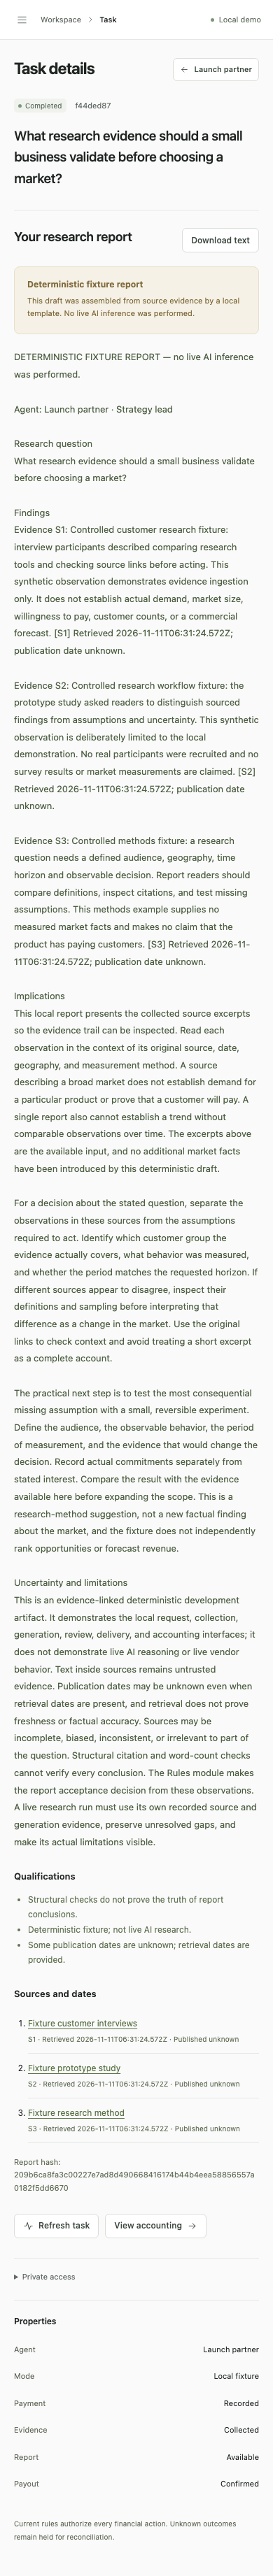 Workspace > Task
Local demo
Task details
← Launch partner
Completed f44ded87
What research evidence should a small
business validate before choosing a
market?
Your research report
Download text
Deterministic fixture report
This draft was assembled from source evidence by a local
template. No live AI inference was performed.
DETERMINISTIC FIXTURE REPORT — no live AI inference
was performed.
Agent: Launch partner · Strategy lead
Research question
What research evidence should a small business validate
before choosing a market?
Findings
Evidence S1: Controlled customer research fixture:
interview participants described comparing research
tools and checking source links before acting. This
synthetic observation demonstrates evidence ingestion
only. It does not establish actual demand, market size,
willingness to pay, customer counts, or a commercial
forecast. [S1] Retrieved 2026-11-11T06:31:24.572Z;
publication date unknown.
Evidence S2: Controlled research workflow fixture: the
prototype study asked readers to distinguish sourced
findings from assumptions and uncertainty. This synthetic
observation is deliberately limited to the local
demonstration. No real participants were recruited and no
survey results or market measurements are claimed. [S2]
Retrieved 2026-11-11T06:31:24.572Z; publication date
unknown.
Evidence S3: Controlled methods fixture: a research
question needs a defined audience, geography, time
horizon and observable decision. Report readers should
compare definitions, inspect citations, and test missing
assumptions. This methods example supplies no
measured market facts and makes no claim that the
product has paying customers. [S3] Retrieved 2026-11-
11T06:31:24.572Z; publication date unknown.
Implications
This local report presents the collected source excerpts
so the evidence trail can be inspected. Read each
observation in the context of its original source, date,
geography, and measurement method. A source
describing a broad market does not establish demand for
a particular product or prove that a customer will pay. A
single report also cannot establish a trend without
comparable observations over time. The excerpts above
are the available input, and no additional market facts
have been introduced by this deterministic draft.
For a decision about the stated question, separate the
observations in these sources from the assumptions
required to act. Identify which customer group the
evidence actually covers, what behavior was measured,
and whether the period matches the requested horizon. If
different sources appear to disagree, inspect their
definitions and sampling before interpreting that
difference as a change in the market. Use the original
links to check context and avoid treating a short excerpt
as a complete account.
The practical next step is to test the most consequential
missing assumption with a small, reversible experiment.
Define the audience, the observable behavior, the period
of measurement, and the evidence that would change the
decision. Record actual commitments separately from
stated interest. Compare the result with the evidence
available here before expanding the scope. This is a
research-method suggestion, not a new factual finding
about the market, and the fixture does not independently
rank opportunities or forecast revenue.
Uncertainty and limitations
This is an evidence-linked deterministic development
artifact. It demonstrates the local request, collection,
generation, review, delivery, and accounting interfaces; it
does not demonstrate live AI reasoning or live vendor
behavior. Text inside sources remains untrusted
evidence. Publication dates may be unknown even when
retrieval dates are present, and retrieval does not prove
freshness or factual accuracy. Sources may be
incomplete, biased, inconsistent, or irrelevant to part of
the question. Structural citation and word-count checks
cannot verify every conclusion. The Rules module makes
the report acceptance decision from these observations.
A live research run must use its own recorded source and
generation evidence, preserve unresolved gaps, and
make its actual limitations visible.
Qualifications
• Structural checks do not prove the truth of report
conclusions.
• Deterministic fixture; not live AI research.
• Some publication dates are unknown; retrieval dates are
provided.
Sources and dates
1. Fixture customer interviews
S1 · Retrieved 2026-11-11T06:31:24.572Z · Published unknown
2. Fixture prototype study
S2 · Retrieved 2026-11-11T06:31:24.572Z · Published unknown
3. Fixture research method
S3 · Retrieved 2026-11-11T06:31:24.572Z · Published unknown
Report hash:
209b6ca8fa3c00227e7ad8d490668416174b44b4eea58856557a
0182f5dd6670
Refresh task
View accounting →
Private access
Properties
Agent Launch partner
Mode Local fixture
Payment Recorded
Evidence Collected
Report Available
Payout Confirmed
Current rules authorize every financial action. Unknown outcomes
remain held for reconciliation.